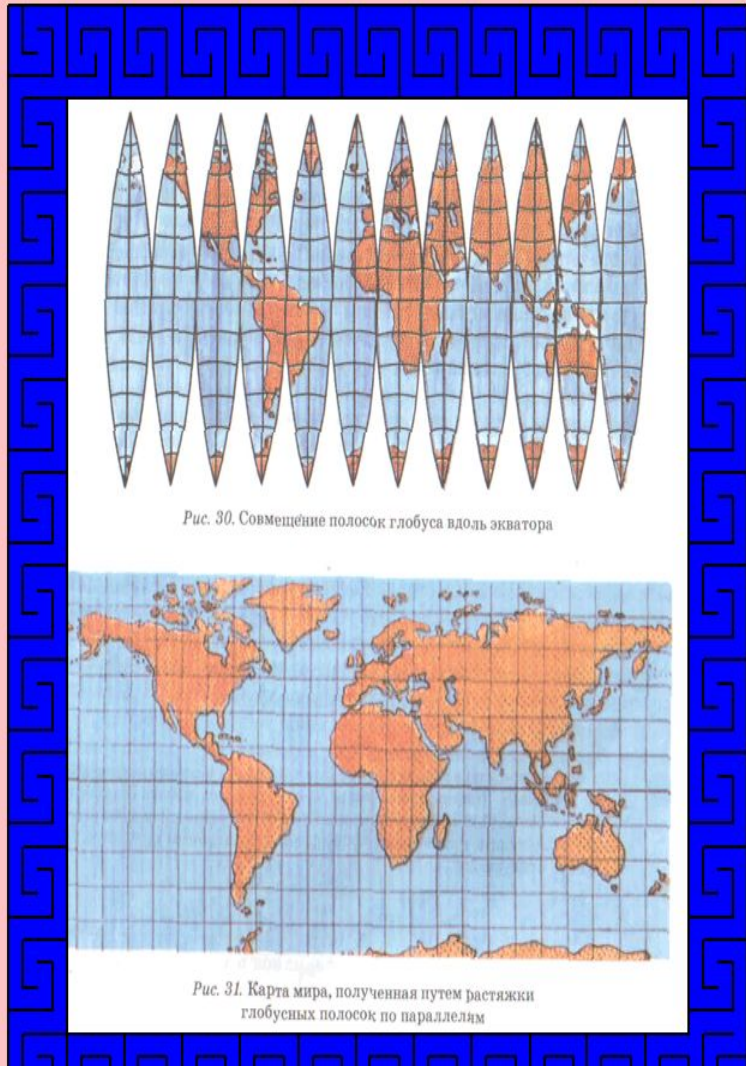 Рис. 30. Совмещение полосок глобуса вдоль экватора
Рис. 31. Карта мира, полученная путем растяжки
глобусных полосок по параллелям